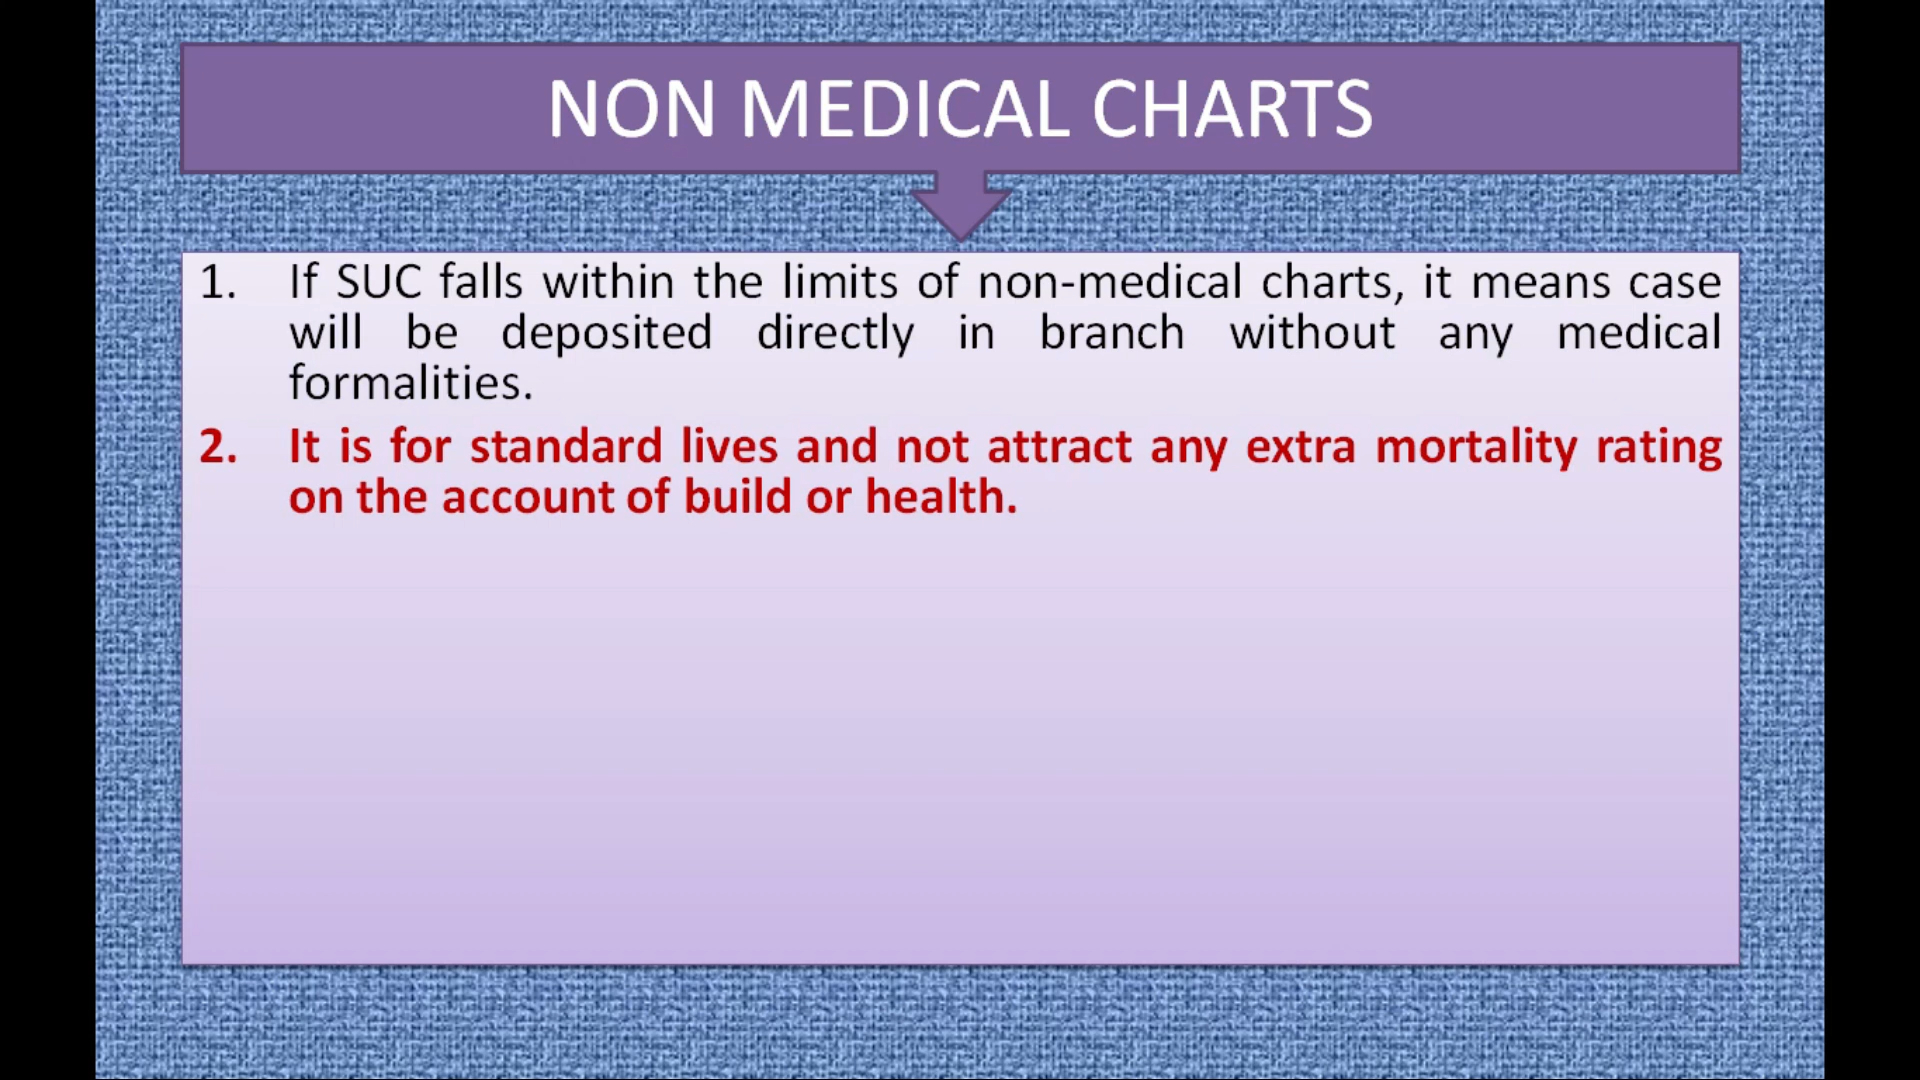 NON MEDICAL CHARTS
1. If SUC falls within the limits of non-medical charts, it means case
will be deposited directly in branch without any medical
formalities.
2. It is for standard lives and not attract any extra mortality rating
on the account of build or health.